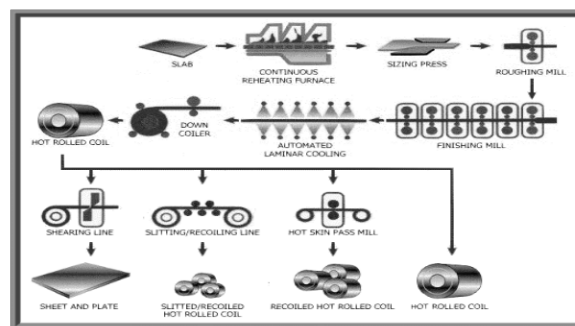 SLAB
CONTINUOUS
REHEATING FURNACE
SIZING PRESS
ROUGHING MILL
HOT ROLLED COIL
DOWN
COILER
AUTOMATED
LAMINAR COOLING
FINISHING MILL
SHEARING LINE
SLITTING/RECOILING LINE
HOT SKIN PASS MILL
SHEET AND PLATE
SLITTED/RECOILED
HOT ROLLED COIL
RECOILED HOT ROLLED COIL
HOT ROLLED COIL